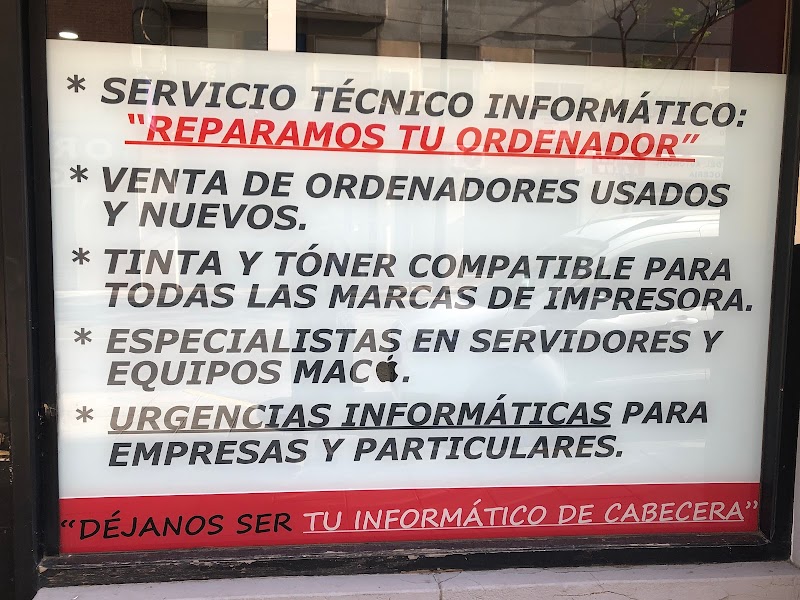 * SERVICIO TÉCNICO INFORMÁTICO:
“REPARAMOS TU ORDENADOR”
* VENTA DE ORDENADORES USADOS
Y NUEVOS.
* TINTA Y TÓNER COMPATIBLE PARA
TODAS LAS MARCAS DE IMPRESORA.
* ESPECIALISTAS EN SERVIDORES Y
EQUIPOS MAC.
* URGENCIAS INFORMÁTICAS PARA
EMPRESAS Y PARTICULARES.
“DÉJANOS SER TU INFORMÁTICO DE CABECERA”